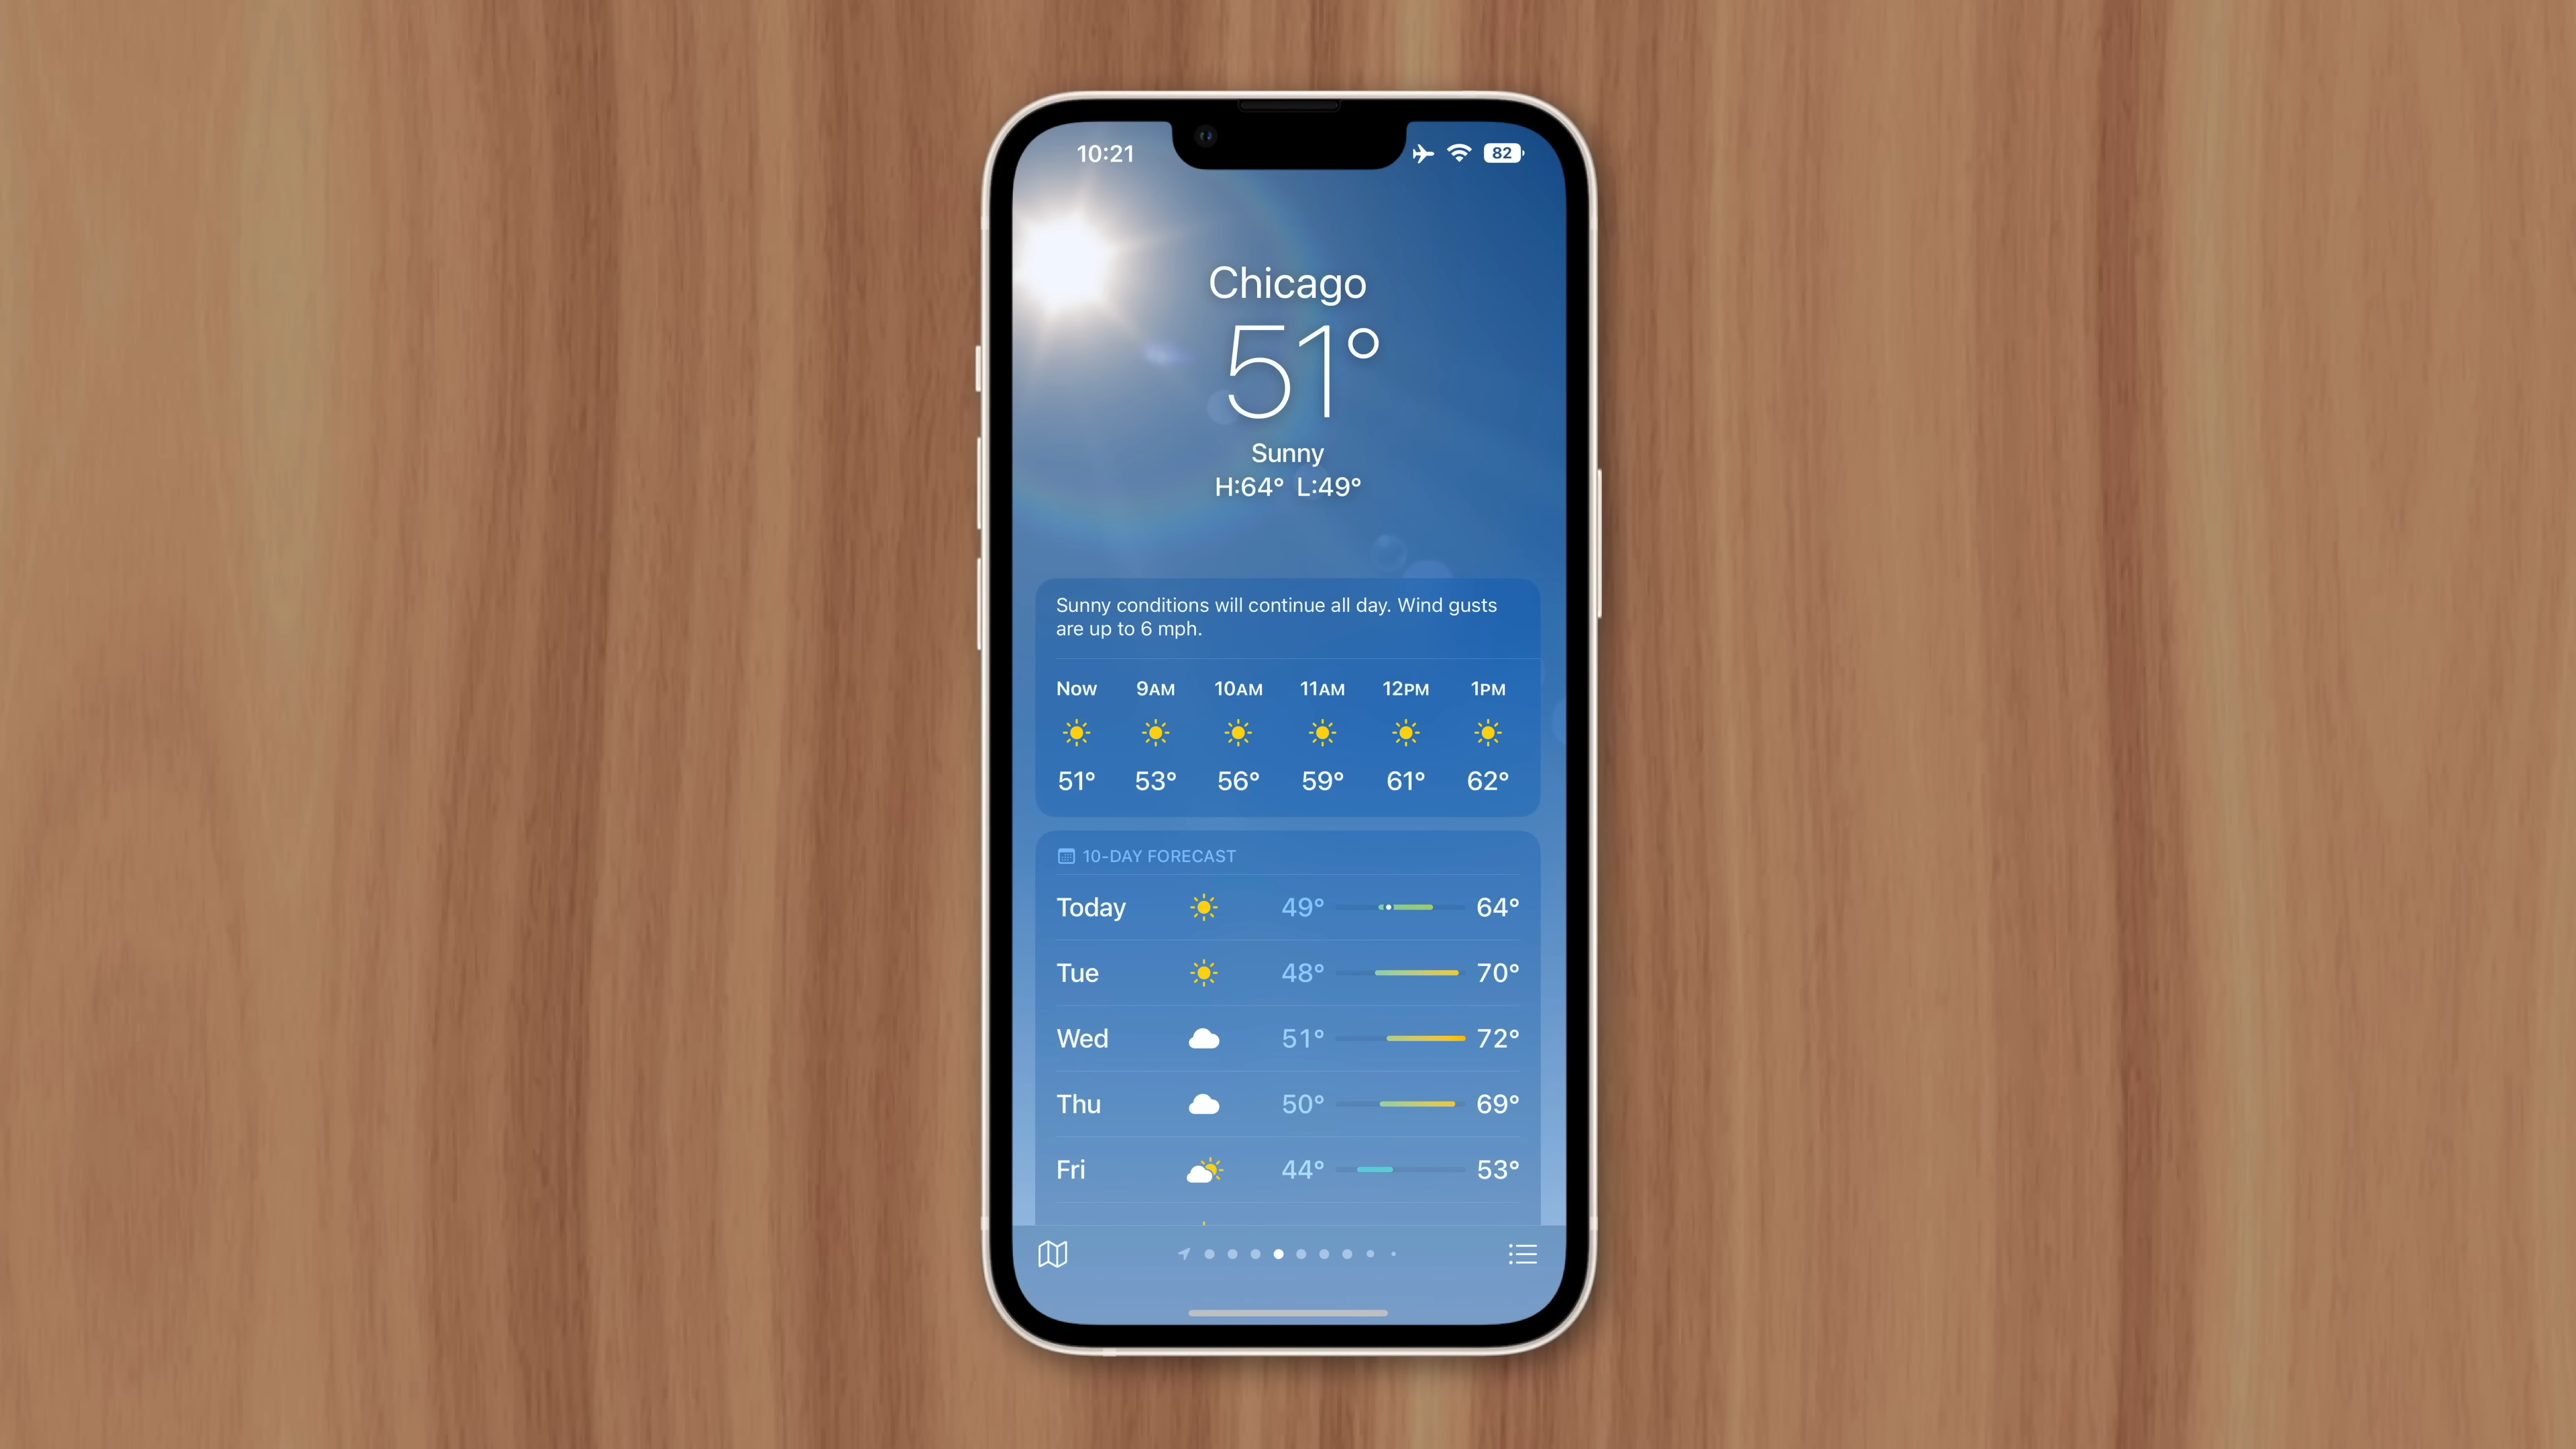 10:21
82
Chicago
51°
Sunny
H:64° L:49°
Sunny conditions will continue all day. Wind gusts
are up to 6 mph.
Now 9AM 10AM 11AM 12PM 1PM
51° 53° 56° 59° 61° 62°
10-DAY FORECAST
Today 49° 64°
Tue 48° 70°
Wed 51° 72°
Thu 50° 69°
Fri 44° 53°